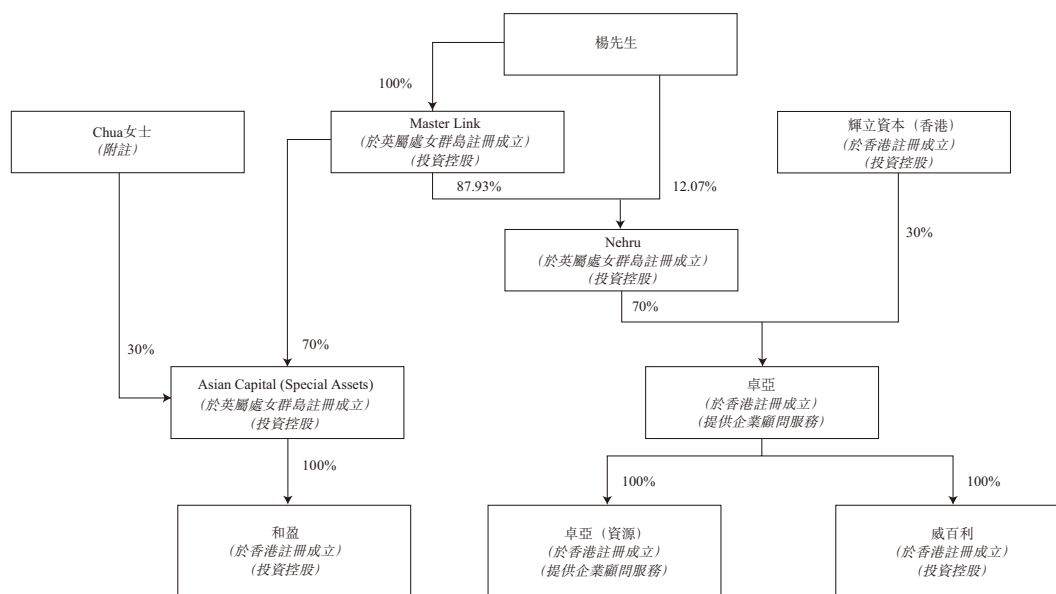 楊先生
100%
Chua女士
(附註)
Master Link
(於英屬處女群島註冊成立)
(投資控股)
輝立資本（香港）
(於香港註冊成立)
(投資控股)
87.93%
12.07%
30%
Nehru
(於英屬處女群島註冊成立)
(投資控股)
70%
30%
70%
Asian Capital (Special Assets)
(於英屬處女群島註冊成立)
(投資控股)
卓亞
(於香港註冊成立)
(提供企業顧問服務)
100%
100%
100%
和盈
(於香港註冊成立)
(投資控股)
卓亞（資源）
(於香港註冊成立)
(提供企業顧問服務)
威百利
(於香港註冊成立)
(投資控股)